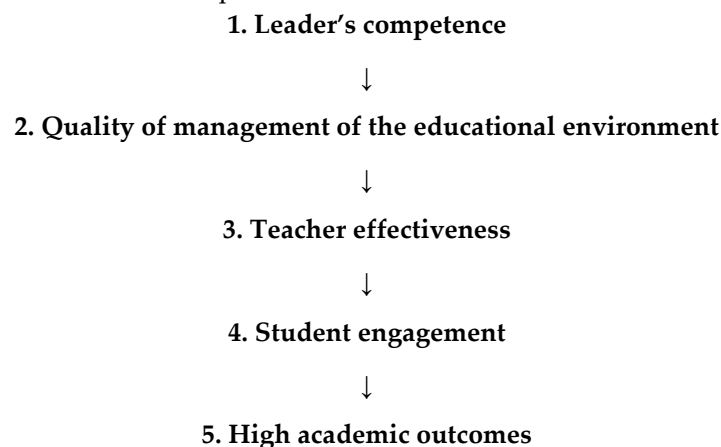 1. Leader’s competence
↓
2. Quality of management of the educational environment
↓
3. Teacher effectiveness
↓
4. Student engagement
↓
5. High academic outcomes